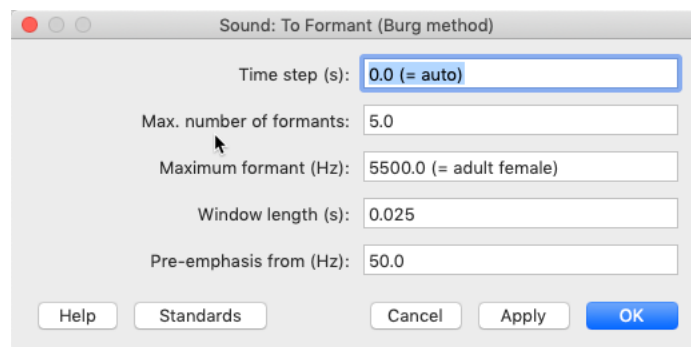 Sound: To Formant (Burg method)
Time step (s): 0.0 (= auto)
Max. number of formants: 5.0
Maximum formant (Hz): 5500.0 (= adult female)
Window length (s): 0.025
Pre-emphasis from (Hz): 50.0
Help Standards Cancel Apply OK